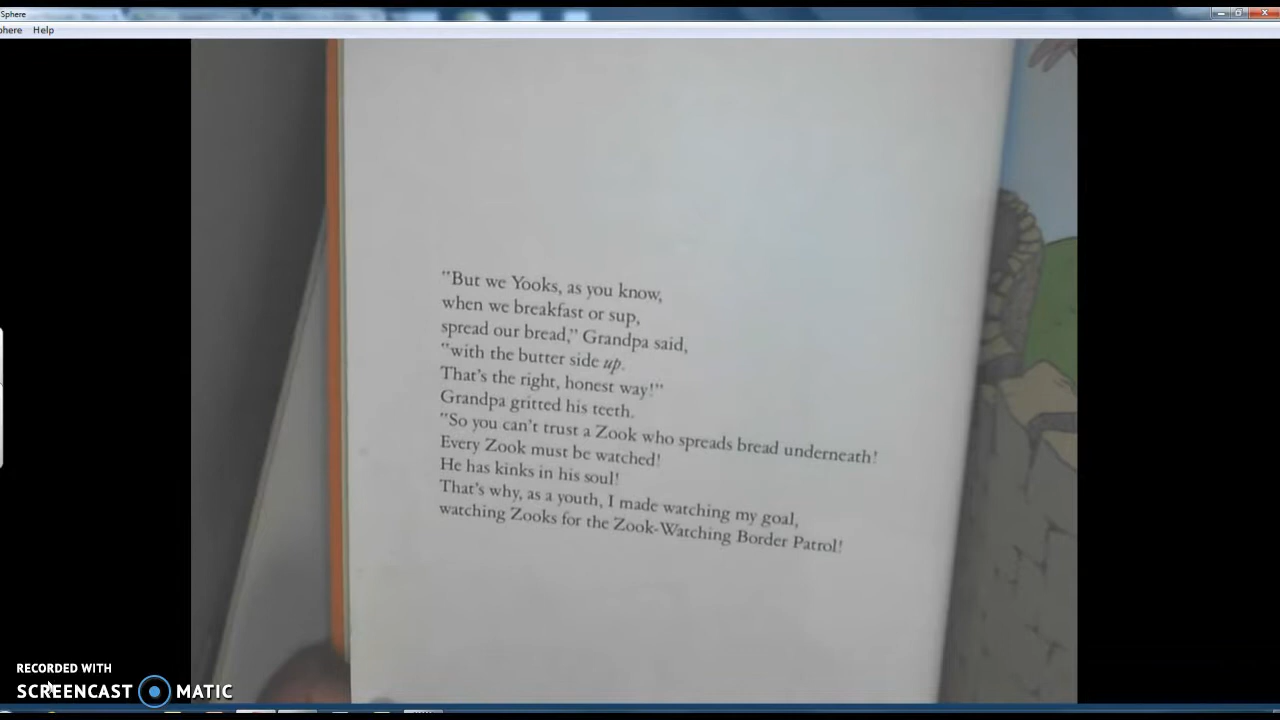 Sphere
phere Help
"But we Yooks, as you know,
when we breakfast or sup,
spread our bread," Grandpa said,
"with the butter side up.
That's the right, honest way!"
Grandpa gritted his teeth.
"So you can't trust a Zook who spreads bread underneath!
Every Zook must be watched!
He has kinks in his soul!
That's why, as a youth, I made watching my goal,
watching Zooks for the Zook-Watching Border Patrol!
RECORDED WITH
SCREENCAST MATIC